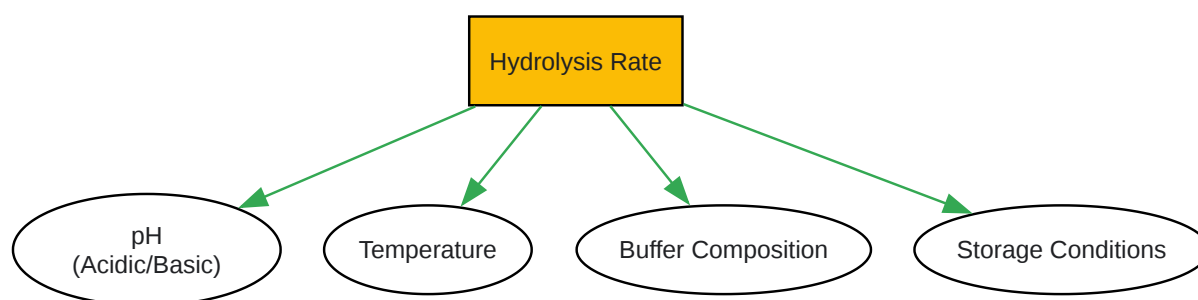 Hydrolysis Rate
pH
(Acidic/Basic)
Temperature
Buffer Composition
Storage Conditions